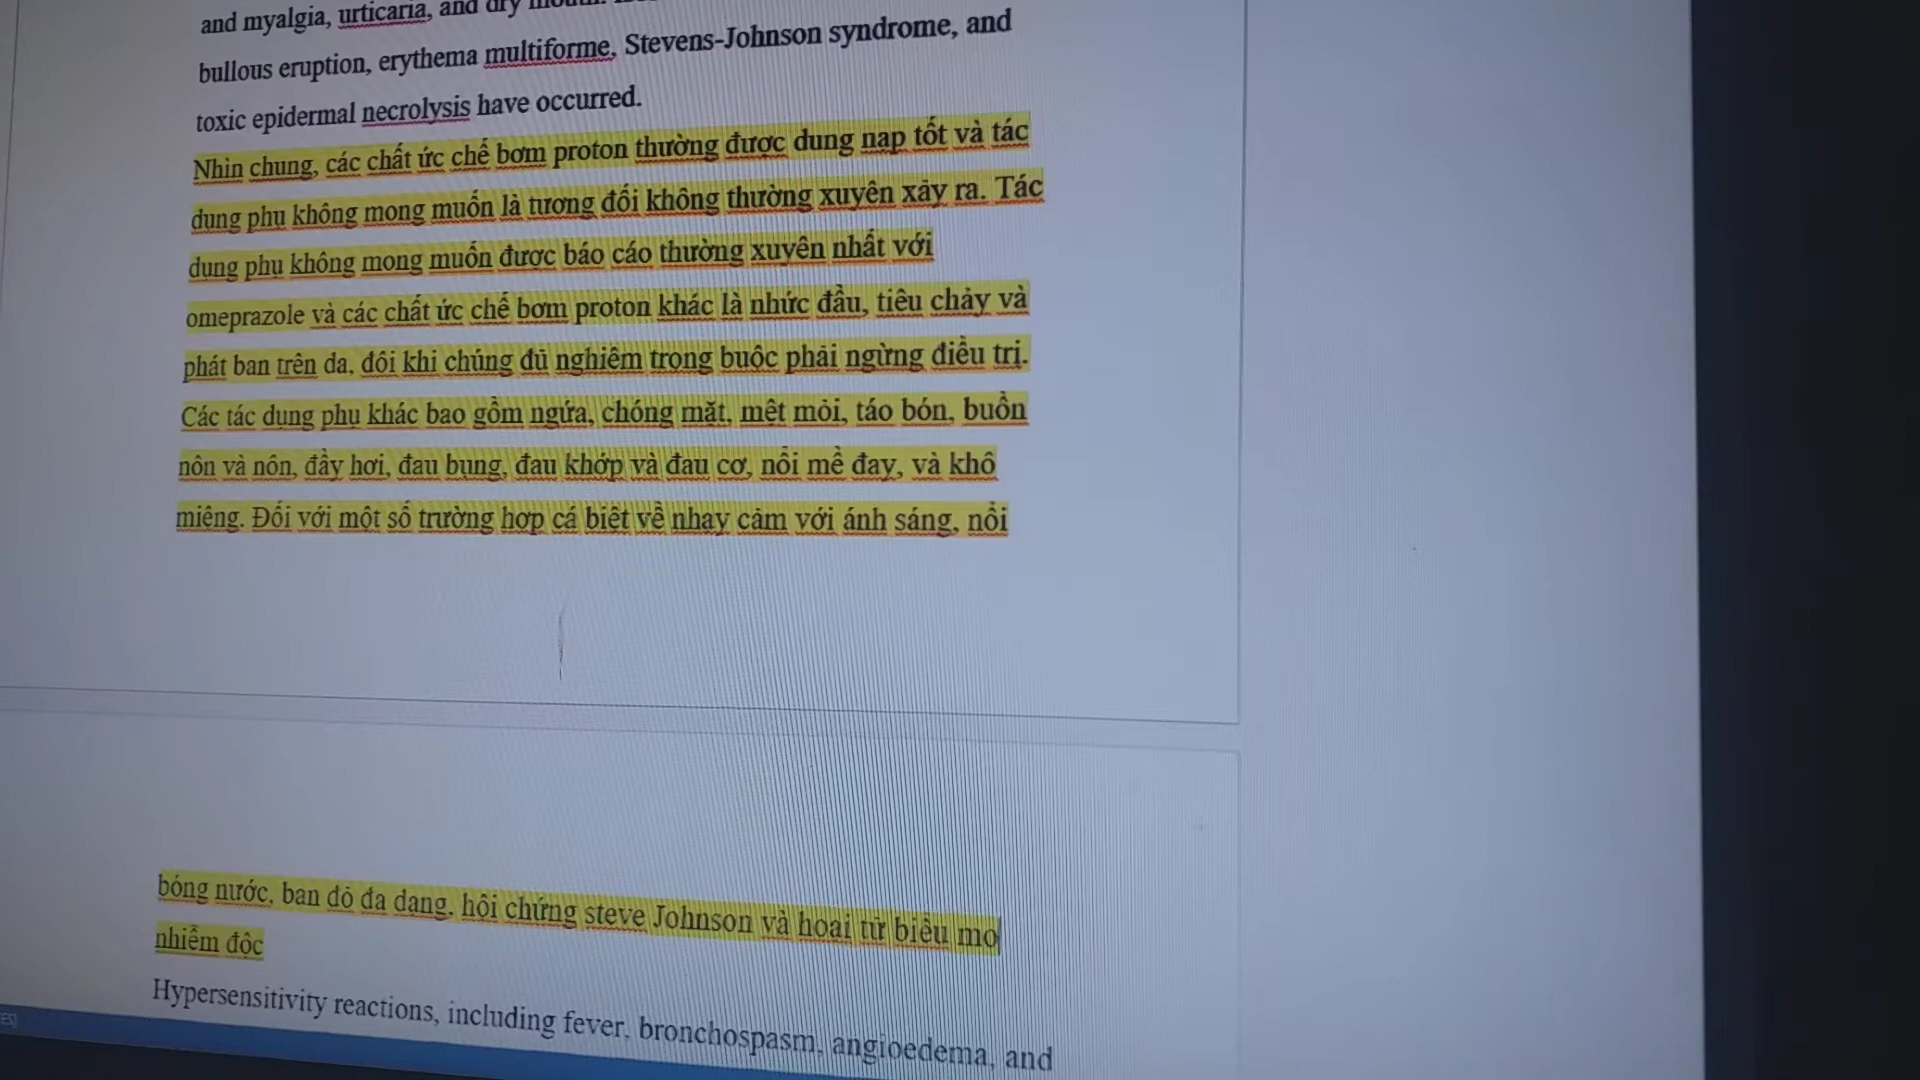 and myalgia, urticaria, and dry
bullous eruption, erythema multiforme, Stevens-Johnson syndrome, and
toxic epidermal necrolysis have occurred.
Nhìn chung, các chất ức chế bơm proton thường được dung nạp tốt và tác
dụng phụ không mong muốn là tương đối không thường xuyên xảy ra. Tác
dụng phụ không mong muốn được báo cáo thường xuyên nhất với
omeprazole và các chất ức chế bơm proton khác là nhức đầu, tiêu chảy và
phát ban trên da, đôi khi chúng đủ nghiêm trọng buộc phải ngừng điều trị.
Các tác dụng phụ khác bao gồm ngứa, chóng mặt, mệt mỏi, táo bón, buồn
nôn và nôn, đầy hơi, đau bụng, đau khớp và đau cơ, nổi mề đay, và khô
miệng. Đối với một số trường hợp cá biệt về nhạy cảm với ánh sáng, nổi
bóng nước, ban đỏ đa dạng, hội chứng steve Johnson và hoại tử biểu mo
nhiễm độc
Hypersensitivity reactions, including fever, bronchospasm, angioedema, and